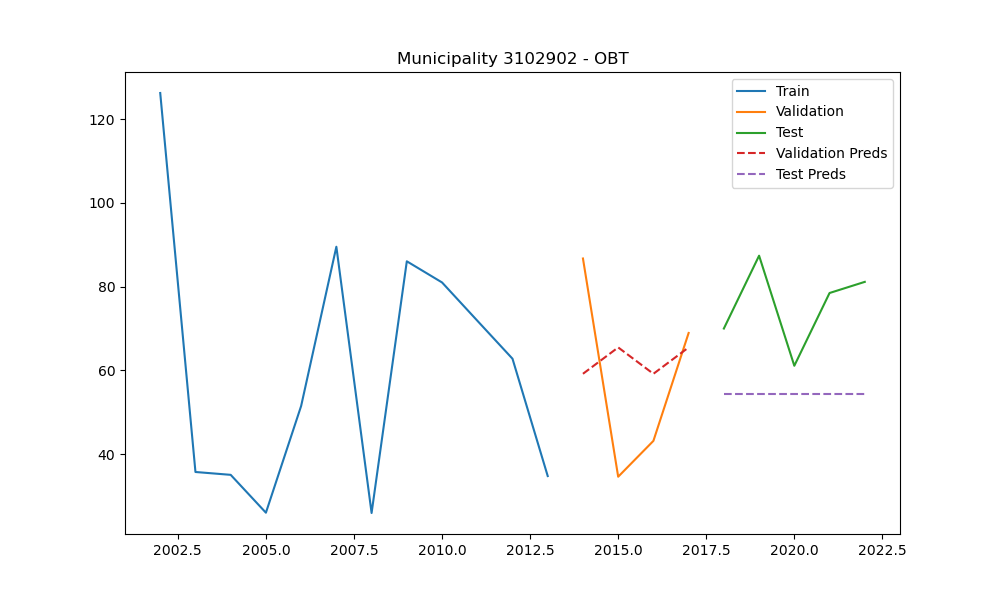 Municipality 3102902 - OBT
Train
Validation
Test
Validation Preds
Test Preds
120
100
80
60
40
2002.5 2005.0 2007.5 2010.0 2012.5 2015.0 2017.5 2020.0 2022.5